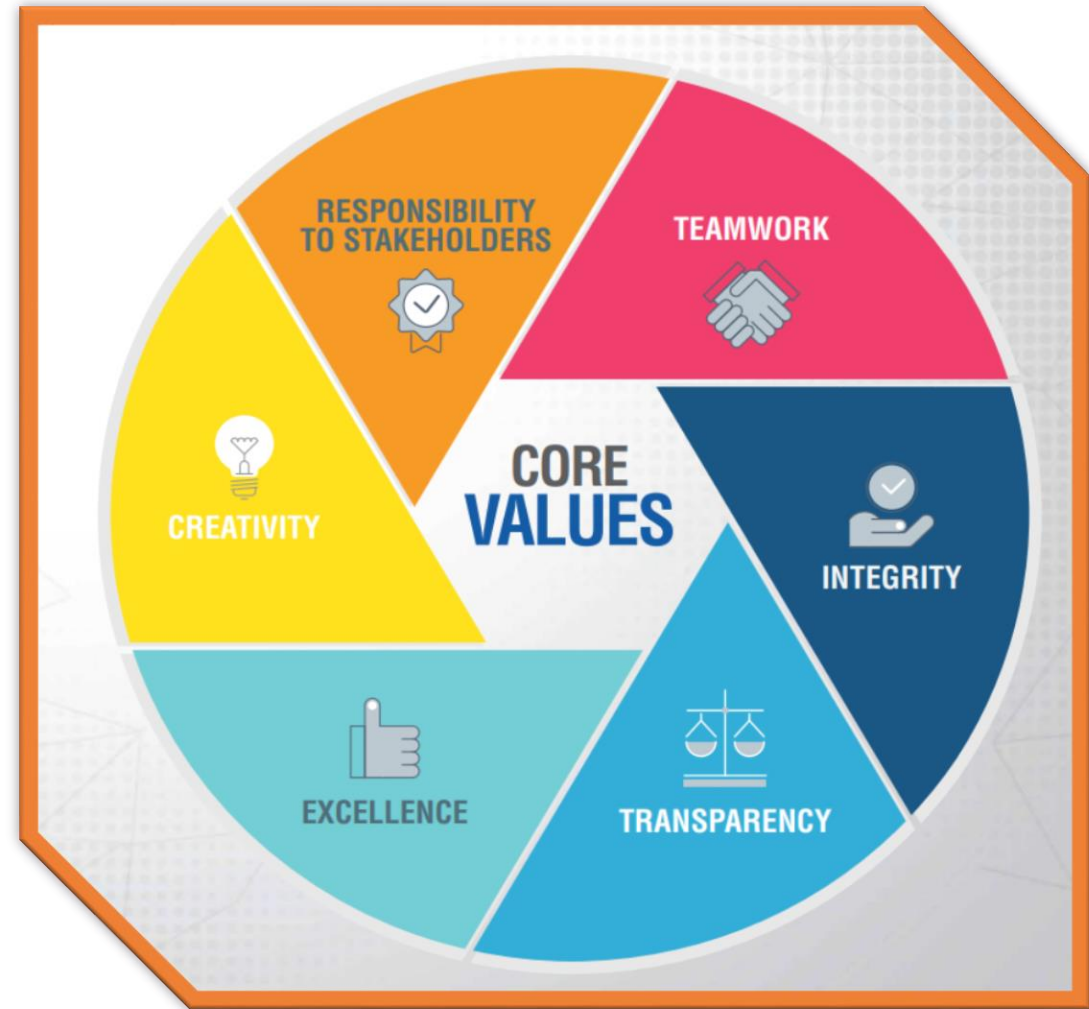 RESPONSIBILITY
TO STAKEHOLDERS
TEAMWORK
CORE
VALUES
CREATIVITY
INTEGRITY
EXCELLENCE
TRANSPARENCY